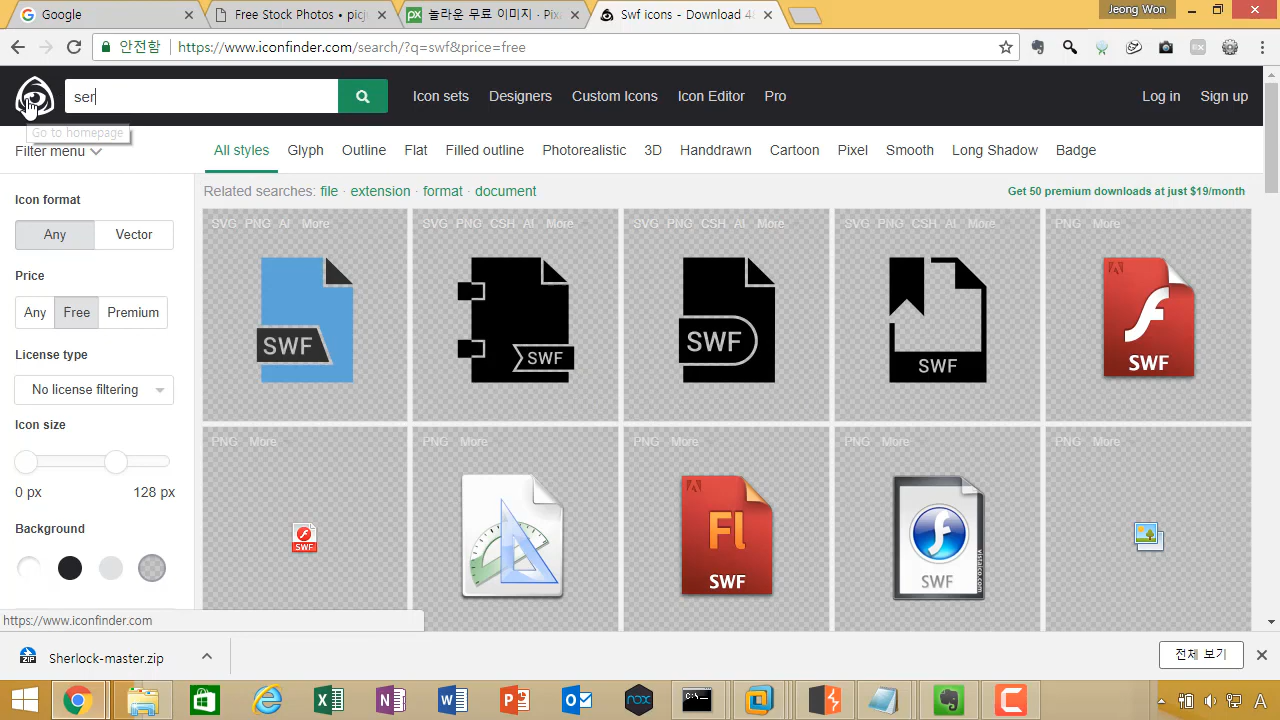 Google
Free Stock Photos • picj
놀라운 무료 이미지 - Pix
Swf icons - Download 48
Jeong Won
안전함
https://www.iconfinder.com/search/?q=swf&price=free
ser
Icon sets
Designers
Custom Icons
Icon Editor
Pro
Log in
Sign up
Go to homepage
Filter menu
All styles
Glyph
Outline
Flat
Filled outline
Photorealistic
3D
Handdrawn
Cartoon
Pixel
Smooth
Long Shadow
Badge
Related searches: file · extension · format · document
Get 50 premium downloads at just $19/month
Icon format
Any
Vector
Price
Any
Free
Premium
License type
No license filtering
Icon size
0 px
128 px
Background
SVG PNG AI More
SVG PNG CSH AI More
SVG PNG CSH AI More
SVG PNG CSH AI More
PNG More
SWF
SWF
SWF
SWF
SWF
PNG More
PNG More
PNG More
PNG More
PNG More
SWF
Fl
SWF
SWF
vistaico.com
https://www.iconfinder.com
ZIP
Sherlock-master.zip
전체 보기
nox
A